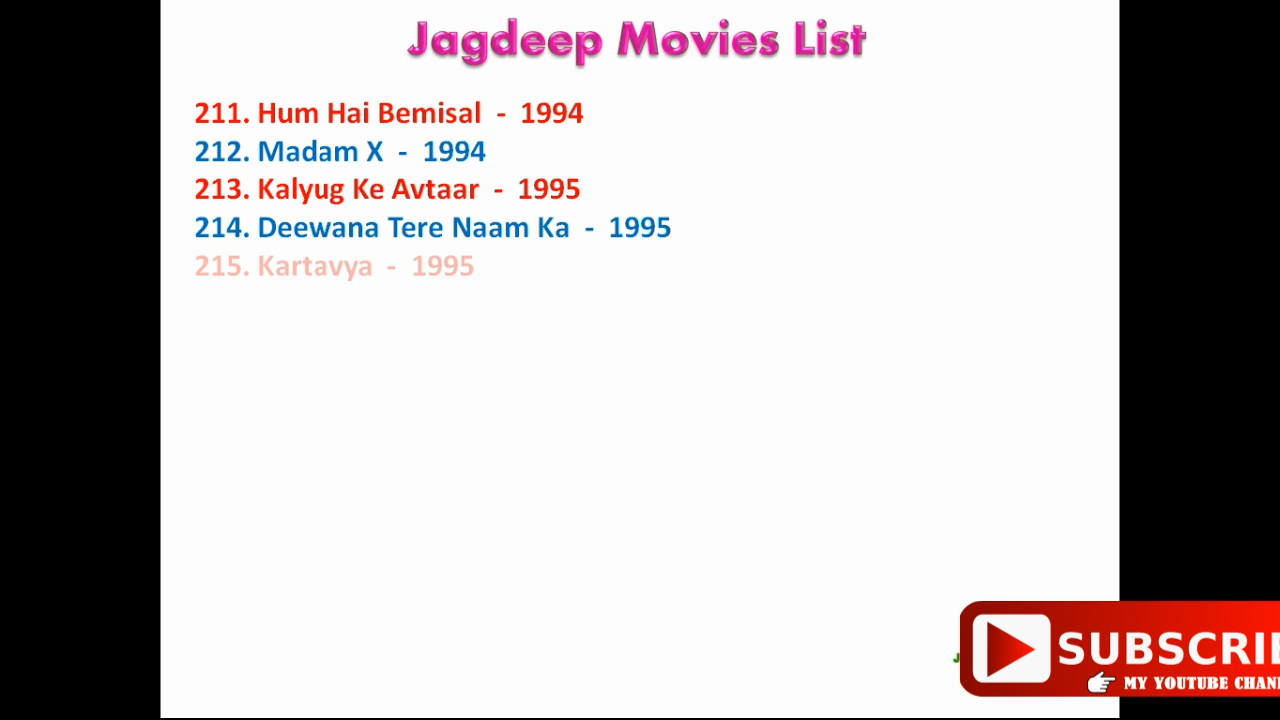 Jagdeep Movies List
211. Hum Hai Bemisal - 1994
212. Madam X - 1994
213. Kalyug Ke Avtaar - 1995
214. Deewana Tere Naam Ka - 1995
215. Kartavya - 1995
SUBSCRIB
MY YOUTUBE CHAN